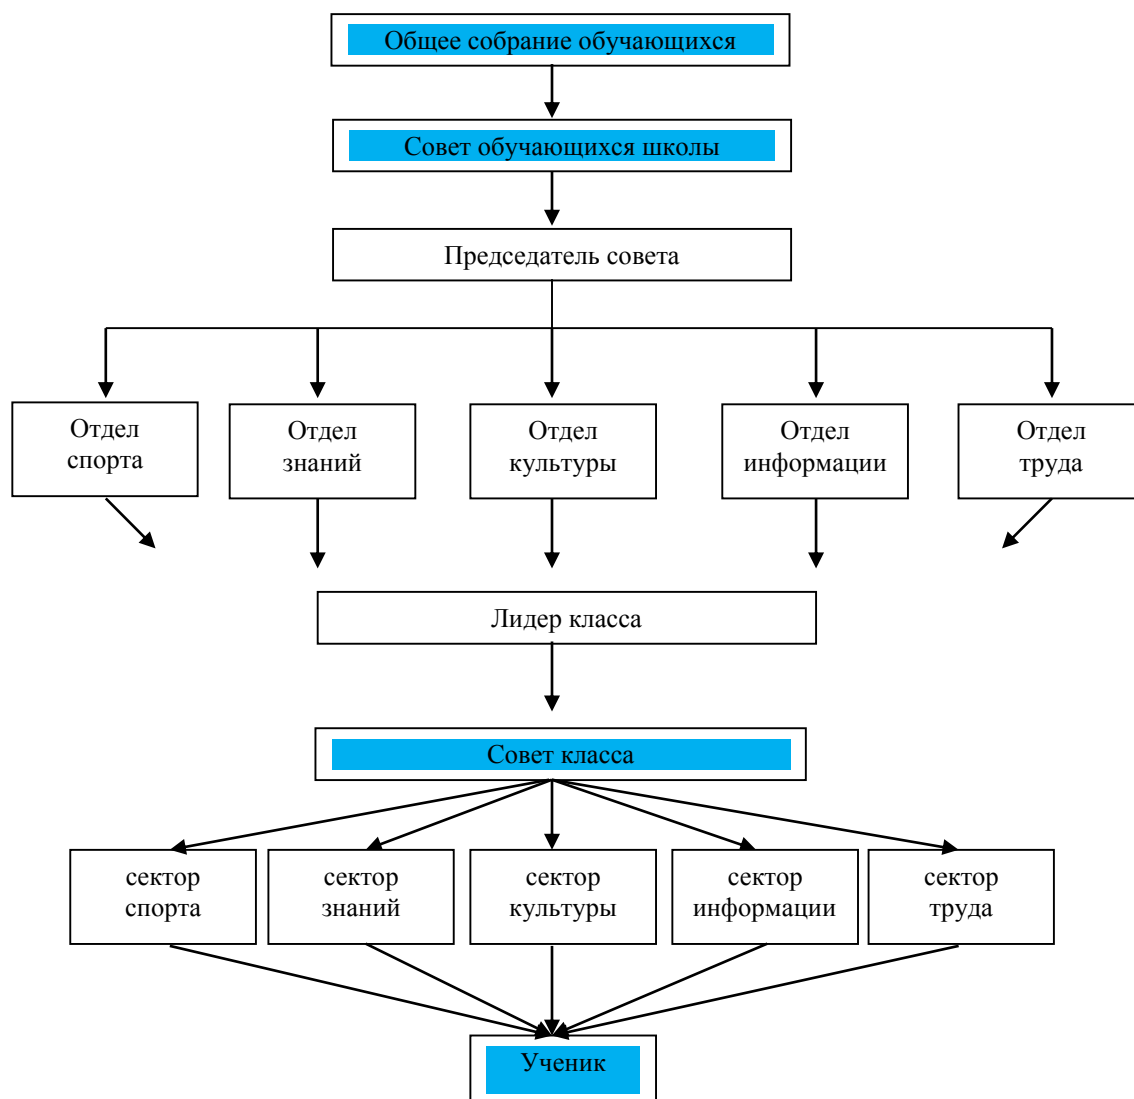 Общее собрание обучающихся
Совет обучающихся школы
Председатель совета
Отдел
спорта
Отдел
знаний
Отдел
культуры
Отдел
информации
Отдел
труда
Лидер класса
Совет класса
сектор
спорта
сектор
знаний
сектор
культуры
сектор
информации
сектор
труда
Ученик